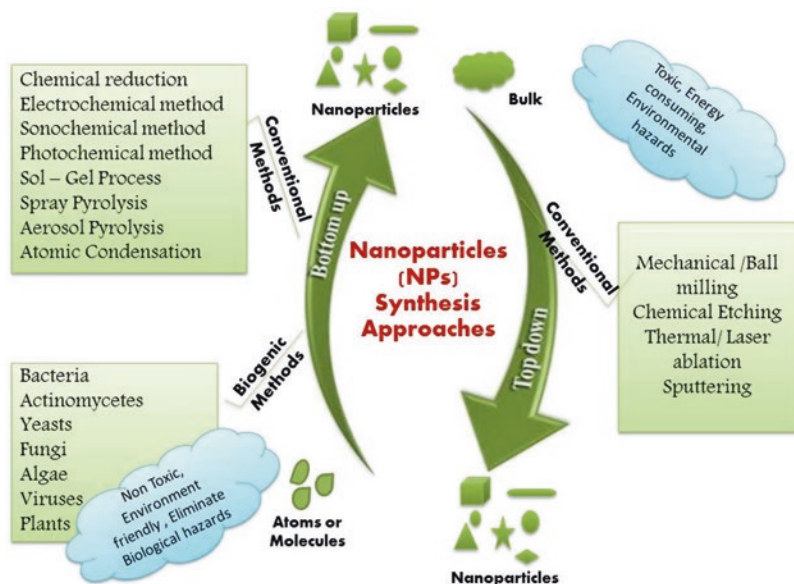 Chemical reduction
Electrochemical method
Sonochemical method
Photochemical method
Sol – Gel Process
Spray Pyrolysis
Aerosol Pyrolysis
Atomic Condensation
Conventional
Methods
Nanoparticles
Bulk
Toxic, Energy
consuming,
Environmental
hazards
Bottom up
Nanoparticles
(NPs)
Synthesis
Approaches
Top down
Conventional
Methods
Mechanical /Ball
milling
Chemical Etching
Thermal/ Laser
ablation
Sputtering
Biogenic
Methods
Bacteria
Actinomycetes
Yeasts
Fungi
Algae
Viruses
Plants
Non Toxic,
Environment
friendly , Eliminate
Biological hazards
Atoms or
Molecules
Nanoparticles